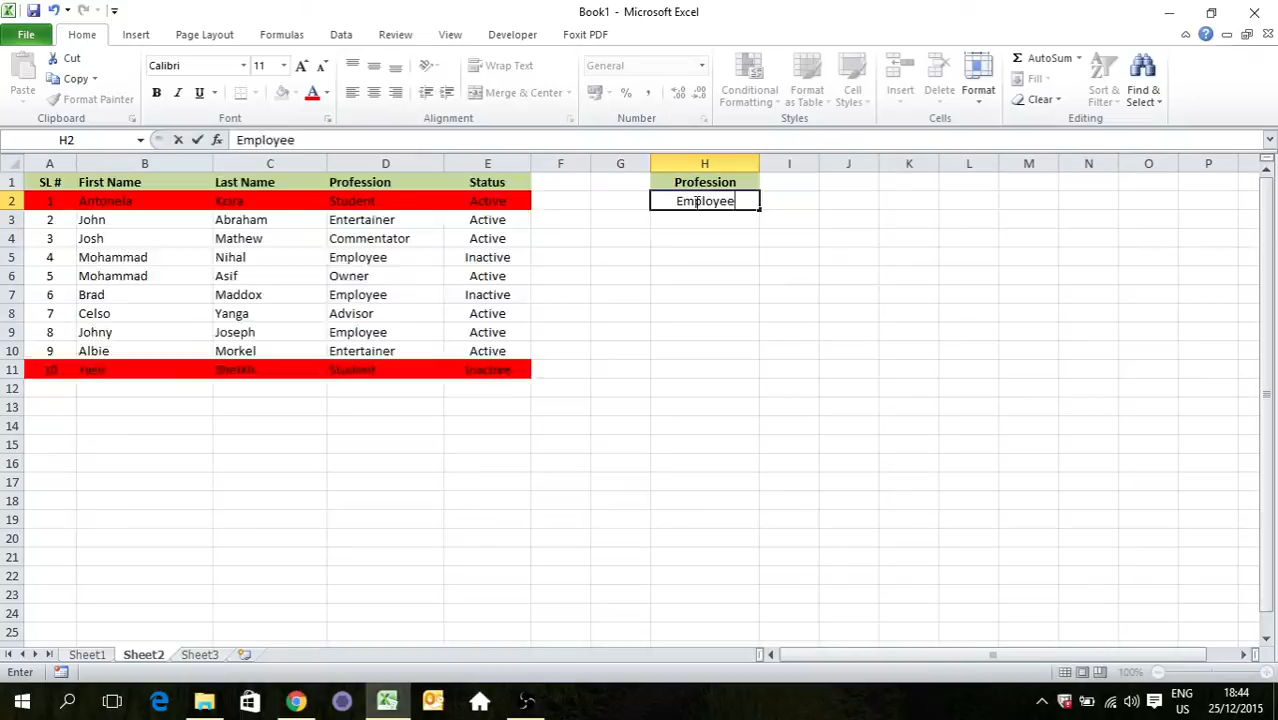 Book1 - Microsoft Excel
File Home Insert Page Layout Formulas Data Review View Developer Foxit PDF
Cut
Copy
Format Painter
Paste
Clipboard
Calibri 11
B I U
Font
Wrap Text
Merge & Center
Alignment
General
Number
Conditional Formatting
Format as Table
Cell Styles
Styles
Insert Delete Format
Cells
AutoSum
Fill
Clear
Sort & Filter
Find & Select
Editing
H2 fx Employee
A B C D E F G H I J K L M N O P
1 SL # First Name Last Name Profession Status Profession
2 1 Antonela Student Active Employee
3 2 John Abraham Entertainer Active
4 3 Josh Mathew Commentator Active
5 4 Mohammad Nihal Employee Inactive
6 5 Mohammad Asif Owner Active
7 6 Brad Maddox Employee Inactive
8 7 Celso Yanga Advisor Active
9 8 Johny Joseph Employee Active
10 9 Albie Morkel Entertainer Active
11 10 Student Inactive
12
13
14
15
16
17
18
19
20
21
22
23
24
25
Sheet1 Sheet2 Sheet3
Enter 100%
ENG US 18:44 25/12/2015